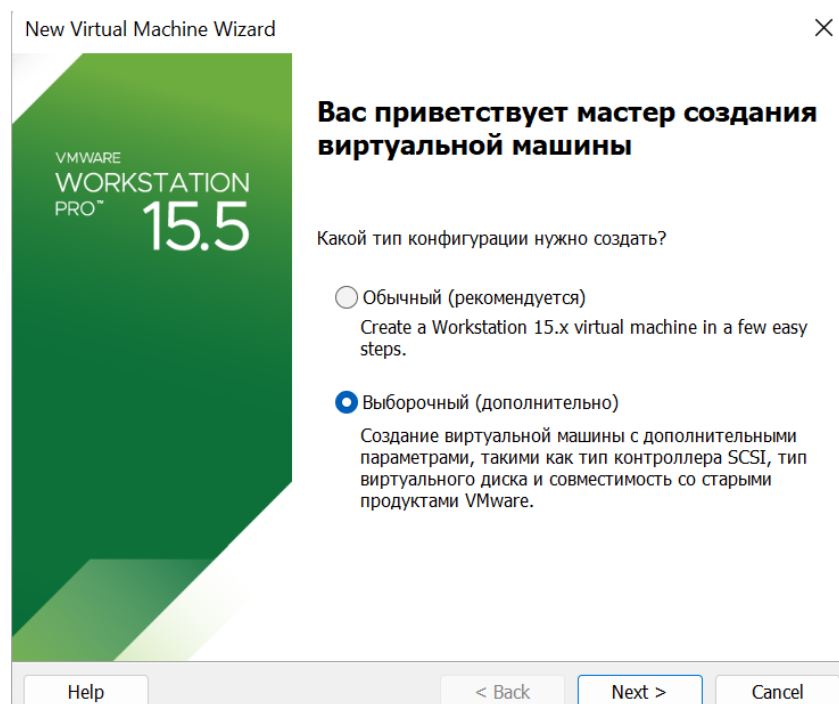 New Virtual Machine Wizard
VMWARE
WORKSTATION
PRO™ 15.5
Вас приветствует мастер создания
виртуальной машины
Какой тип конфигурации нужно создать?
Обычный (рекомендуется)
Create a Workstation 15.x virtual machine in a few easy
steps.
Выборочный (дополнительно)
Создание виртуальной машины с дополнительными
параметрами, такими как тип контроллера SCSI, тип
виртуального диска и совместимость со старыми
продуктами VMware.
Help < Back Next > Cancel